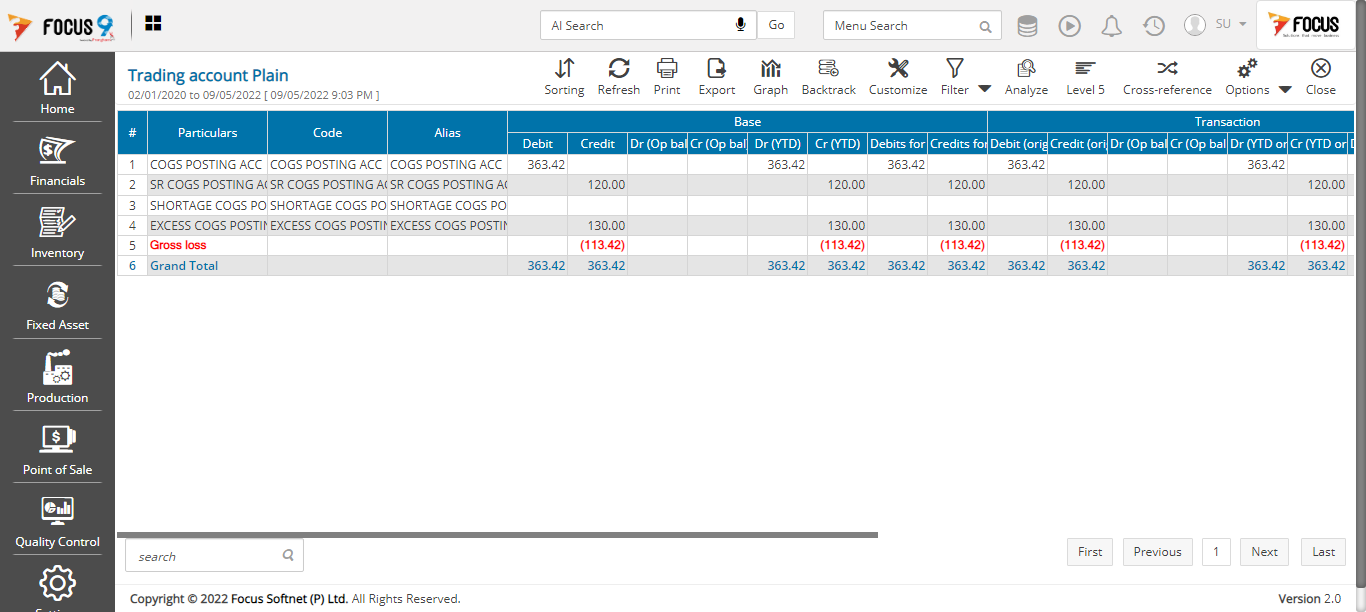 FOCUS 9
AI Search
Go
Menu Search
SU
FOCUS
Home
Financials
Inventory
Fixed Asset
Production
Point of Sale
Quality Control
Trading account Plain
02/01/2020 to 09/05/2022 [ 09/05/2022 9:03 PM ]
Sorting Refresh Print Export Graph Backtrack Customize Filter Analyze Level 5 Cross-reference Options Close
# Particulars Code Alias Base Transaction
Debit Credit Dr (Op bal Cr (Op bal Dr (YTD) Cr (YTD) Debits for Credits for Debit (orig Credit (ori Dr (Op bal Cr (Op bal Dr (YTD or Cr (YTD or
1 COGS POSTING ACC COGS POSTING ACC COGS POSTING ACC 363.42 363.42 363.42 363.42 363.42
2 SR COGS POSTING AC SR COGS POSTING AC SR COGS POSTING AC 120.00 120.00 120.00 120.00 120.00
3 SHORTAGE COGS PO SHORTAGE COGS PO SHORTAGE COGS PO
4 EXCESS COGS POSTIN EXCESS COGS POSTIN EXCESS COGS POSTIN 130.00 130.00 130.00 130.00 130.00
5 Gross loss (113.42) (113.42) (113.42) (113.42) (113.42)
6 Grand Total 363.42 363.42 363.42 363.42 363.42 363.42 363.42 363.42 363.42 363.42
search
First Previous 1 Next Last
Copyright © 2022 Focus Softnet (P) Ltd. All Rights Reserved.
Version 2.0